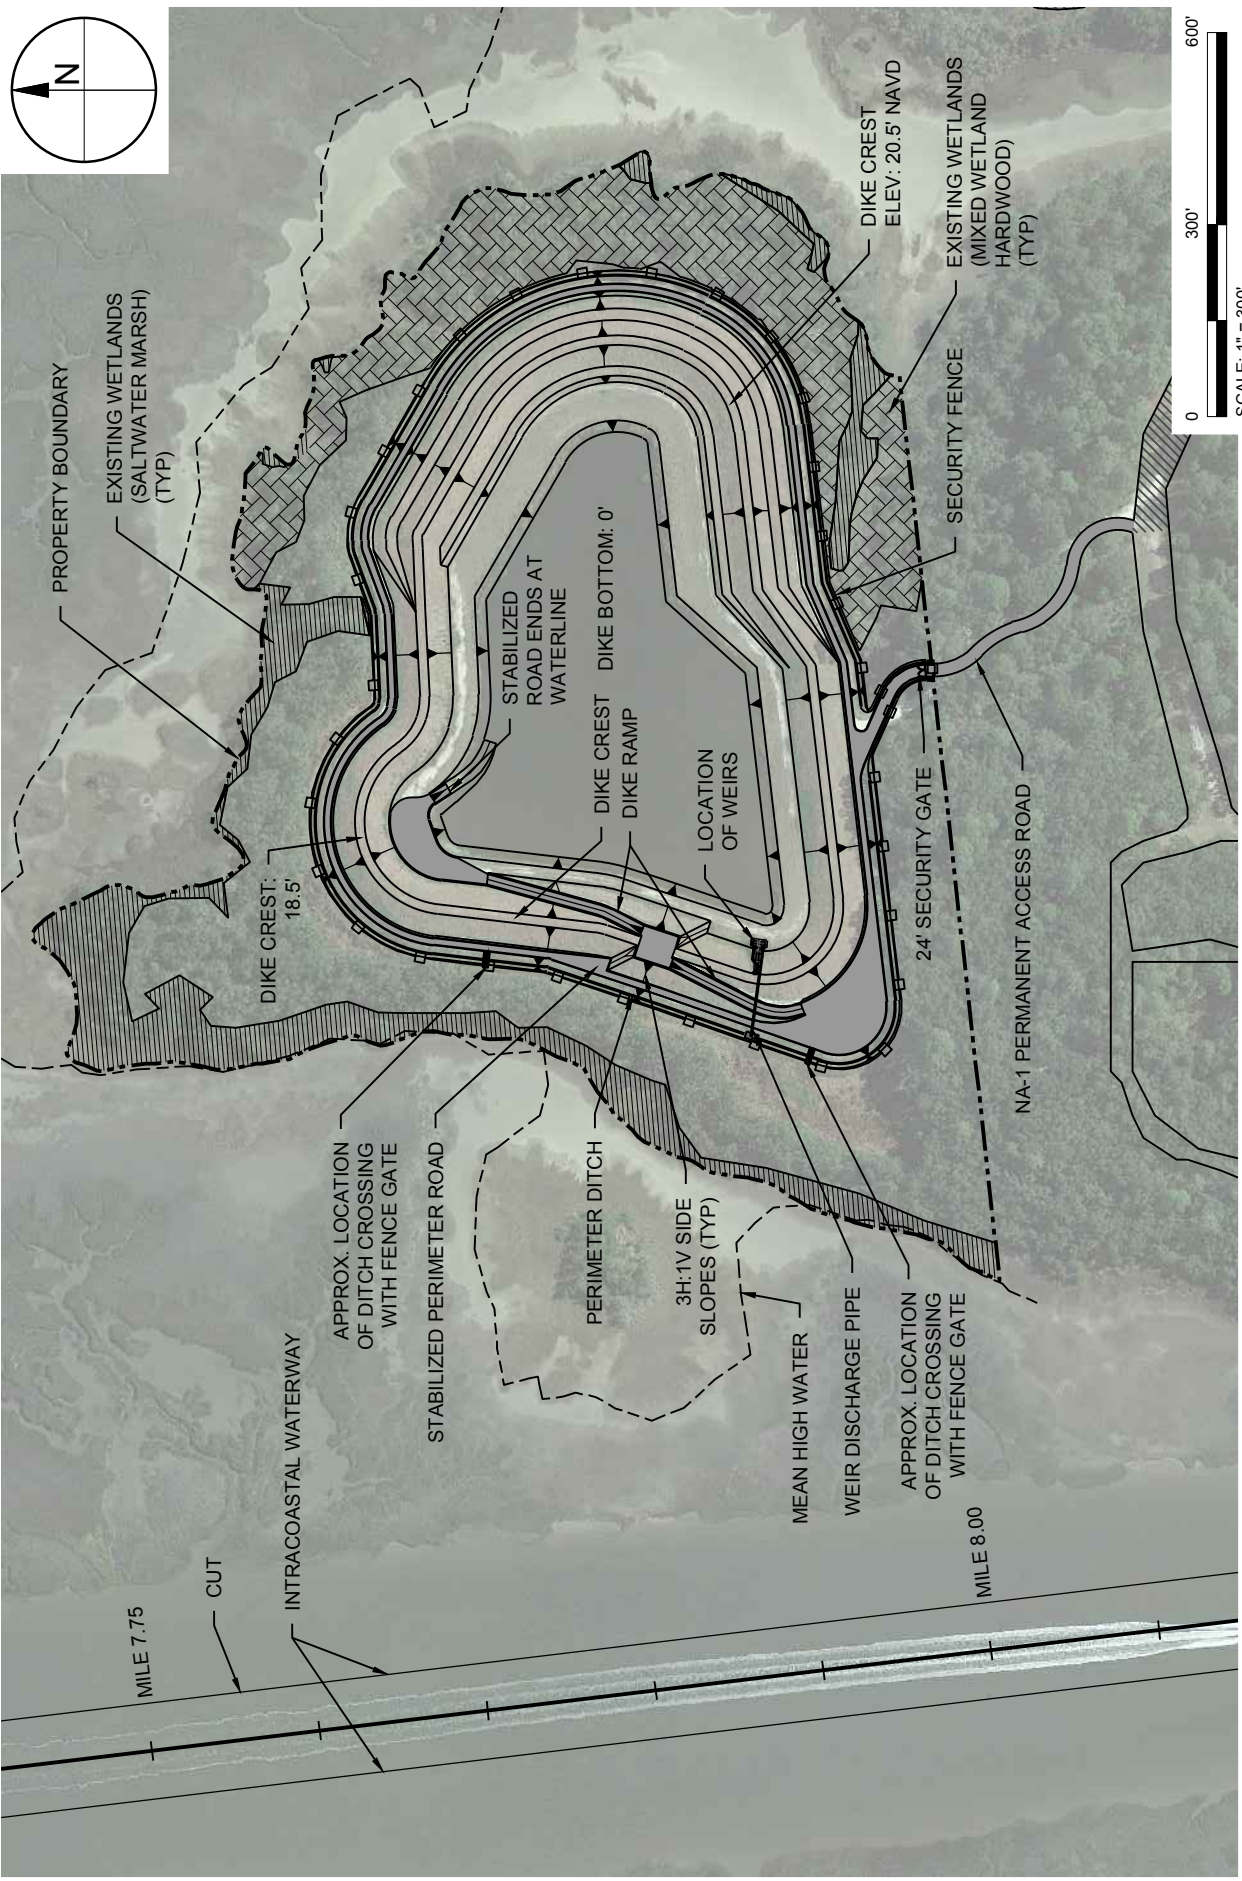 N
PROPERTY BOUNDARY
EXISTING WETLANDS
(SALTWATER MARSH)
(TYP)
DIKE CREST:
18.5'
STABILIZED
ROAD ENDS AT
WATERLINE
DIKE CREST
DIKE BOTTOM: 0'
DIKE RAMP
LOCATION
OF WEIRS
DIKE CREST
ELEV: 20.5' NAVD
EXISTING WETLANDS
(MIXED WETLAND
HARDWOOD)
(TYP)
SECURITY FENCE
24' SECURITY GATE
NA-1 PERMANENT ACCESS ROAD
APPROX. LOCATION
OF DITCH CROSSING
WITH FENCE GATE
STABILIZED PERIMETER ROAD
PERIMETER DITCH
3H:1V SIDE
SLOPES (TYP)
MEAN HIGH WATER
WEIR DISCHARGE PIPE
APPROX. LOCATION
OF DITCH CROSSING
WITH FENCE GATE
INTRACOASTAL WATERWAY
CUT
MILE 7.75
MILE 8.00
0 300' 600'
SCALE: 1" = 300'